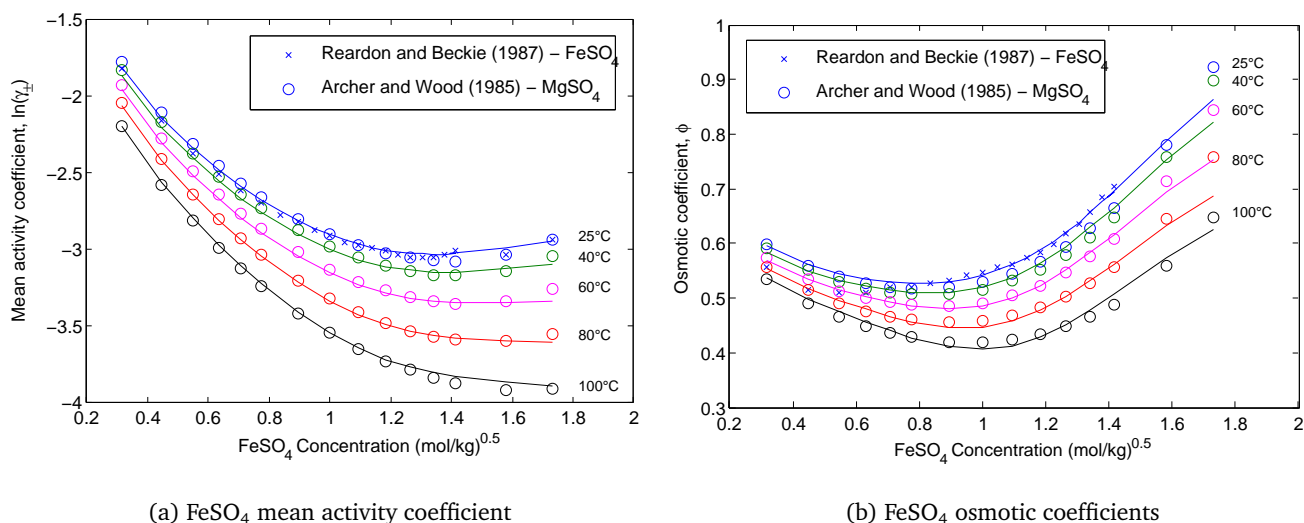 −1.5
−2
−2.5
−3
−3.5
−4
0.2 0.4 0.6 0.8 1 1.2 1.4 1.6 1.8 2
Mean activity coefficient, ln(γ±)
FeSO4 Concentration (mol/kg)^0.5
Reardon and Beckie (1987) − FeSO4
Archer and Wood (1985) − MgSO4
25°C
40°C
60°C
80°C
100°C
(a) FeSO4 mean activity coefficient
1
0.9
0.8
0.7
0.6
0.5
0.4
0.3
0.2 0.4 0.6 0.8 1 1.2 1.4 1.6 1.8 2
Osmotic coefficient, ϕ
FeSO4 Concentration (mol/kg)^0.5
Reardon and Beckie (1987) − FeSO4
Archer and Wood (1985) − MgSO4
25°C
40°C
60°C
80°C
100°C
(b) FeSO4 osmotic coefficients